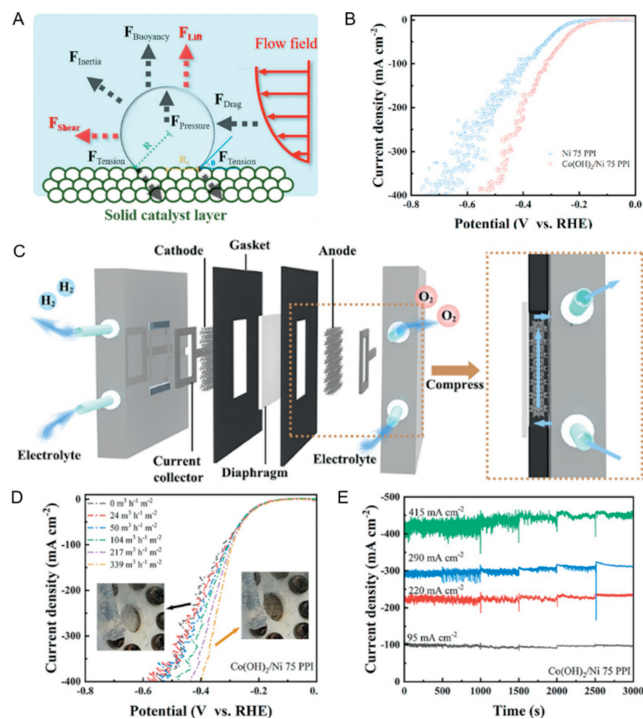 A
F_Buoyancy
F_Lift
Flow field
F_Inertia
F_Drag
F_Pressure
F_Shear
R
F_Tension
θ
F_Tension
Solid catalyst layer
B
Current density (mA cm⁻²)
0
-100
-200
-300
-400
Ni 75 PPI
Co(OH)₂/Ni 75 PPI
-0.8 -0.6 -0.4 -0.2 0.0
Potential (V vs. RHE)
C
Cathode
Gasket
Anode
H₂
H₂
O₂
O₂
Compress
Electrolyte
Current
collector
Diaphragm
Electrolyte
D
Current density (mA cm⁻²)
0
-100
-200
-300
-400
0 m³ h⁻¹ m⁻²
24 m³ h⁻¹ m⁻²
50 m³ h⁻¹ m⁻²
104 m³ h⁻¹ m⁻²
217 m³ h⁻¹ m⁻²
339 m³ h⁻¹ m⁻²
Co(OH)₂/Ni 75 PPI
-0.8 -0.6 -0.4 -0.2 0.0
Potential (V vs. RHE)
E
Current density (mA cm⁻²)
-500
-400
-300
-200
-100
0
415 mA cm⁻²
290 mA cm⁻²
220 mA cm⁻²
95 mA cm⁻²
Co(OH)₂/Ni 75 PPI
0 500 1000 1500 2000 2500 3000
Time (s)